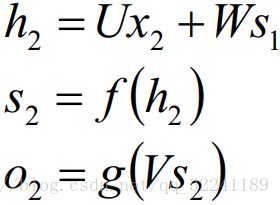 h₂ = Ux₂ + Ws₁
s₂ = f(h₂)
o₂ = g(Vs₂)